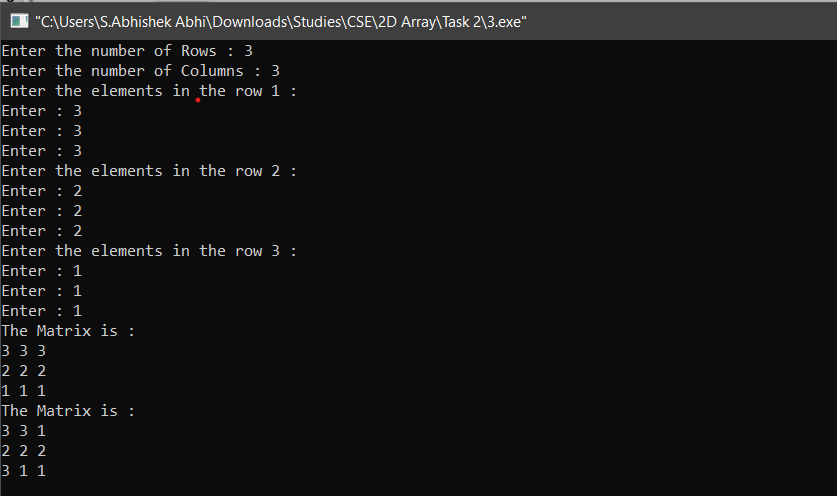 "C:\Users\S.Abhishek Abhi\Downloads\Studies\CSE\2D Array\Task 2\3.exe"
Enter the number of Rows : 3
Enter the number of Columns : 3
Enter the elements in the row 1 :
Enter : 3
Enter : 3
Enter : 3
Enter the elements in the row 2 :
Enter : 2
Enter : 2
Enter : 2
Enter the elements in the row 3 :
Enter : 1
Enter : 1
Enter : 1
The Matrix is :
3 3 3
2 2 2
1 1 1
The Matrix is :
3 3 1
2 2 2
3 1 1